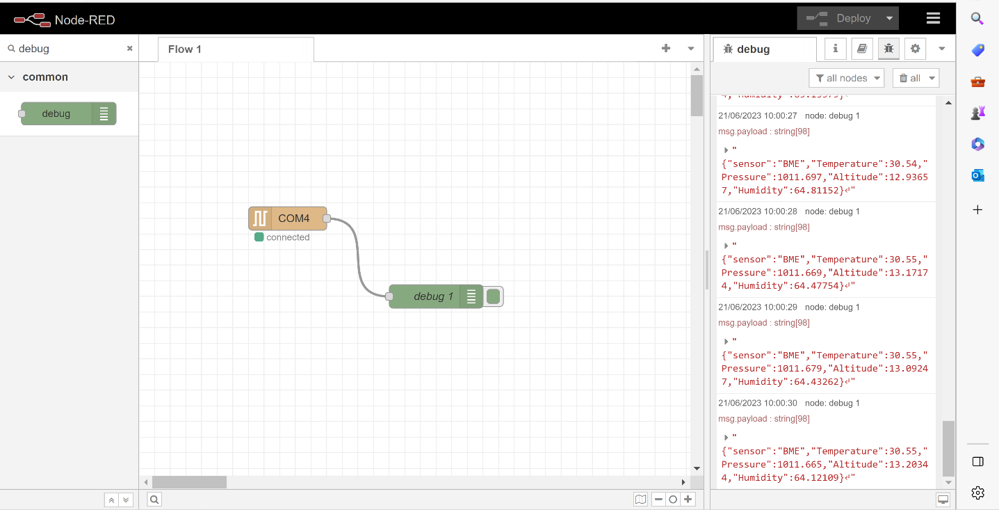 Node-RED
Deploy
debug
Flow 1
debug
common
all nodes
all
debug
COM4
connected
debug 1
21/06/2023 10:00:27 node: debug 1
msg.payload : string[98]
"
{"sensor":"BME","Temperature":30.54,"
Pressure":1011.697,"Altitude":12.9365
7,"Humidity":64.81152}↵"
21/06/2023 10:00:28 node: debug 1
msg.payload : string[98]
"
{"sensor":"BME","Temperature":30.55,"
Pressure":1011.669,"Altitude":13.1717
4,"Humidity":64.47754}↵"
21/06/2023 10:00:29 node: debug 1
msg.payload : string[98]
"
{"sensor":"BME","Temperature":30.55,"
Pressure":1011.679,"Altitude":13.0924
7,"Humidity":64.43262}↵"
21/06/2023 10:00:30 node: debug 1
msg.payload : string[98]
"
{"sensor":"BME","Temperature":30.55,"
Pressure":1011.665,"Altitude":13.2034
4,"Humidity":64.12109}↵"